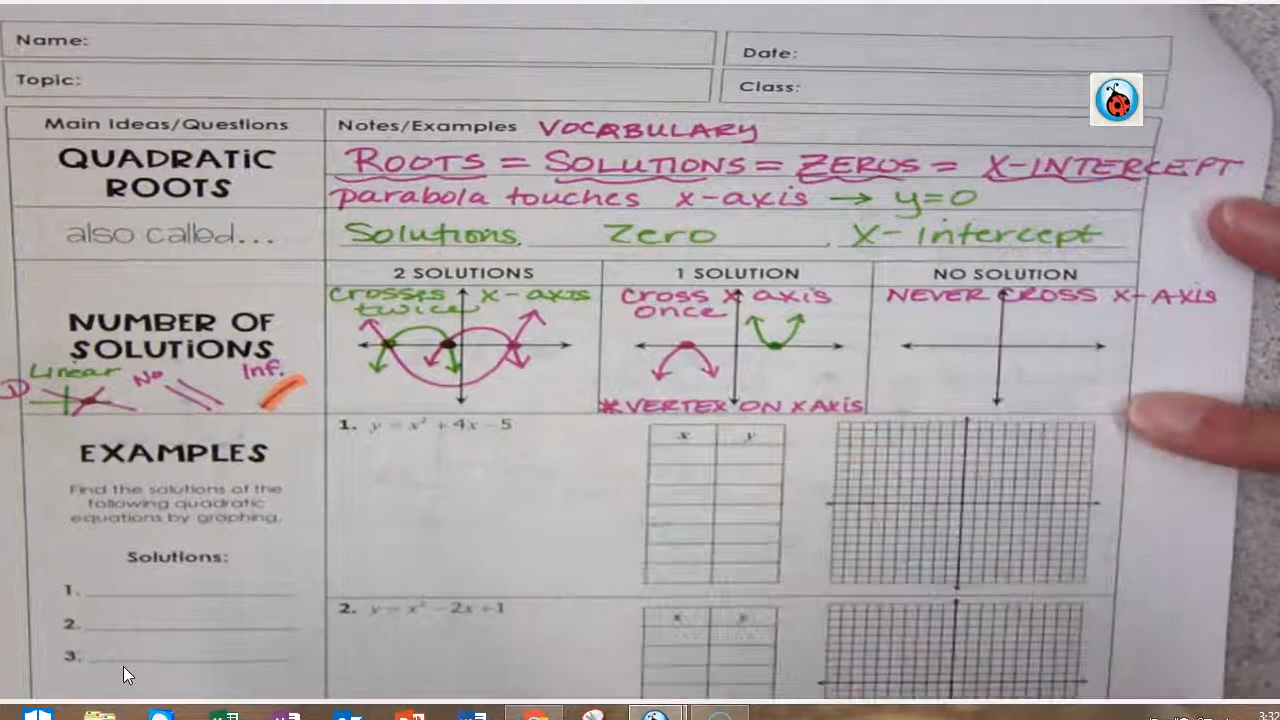 Name:
Date:
Topic:
Class:
Main Ideas/Questions
Notes/Examples VOCABULARY
QUADRATIC
ROOTS
ROOTS = SOLUTIONS = ZEROS = X-INTERCEPT
parabola touches x-axis → y=0
also called...
Solutions, Zero, X-intercept
2 SOLUTIONS
1 SOLUTION
NO SOLUTION
NUMBER OF
SOLUTIONS
Crosses x-axis
twice
Cross x axis
once
NEVER CROSS X-AXIS
Linear
1) No Inf.
*VERTEX ON X AXIS
EXAMPLES
Find the solutions of the
following quadratic
equations by graphing.
Solutions:
1.
2.
3.
1. y = x² + 4x - 5
x y
2. y = x² - 2x + 1
x y